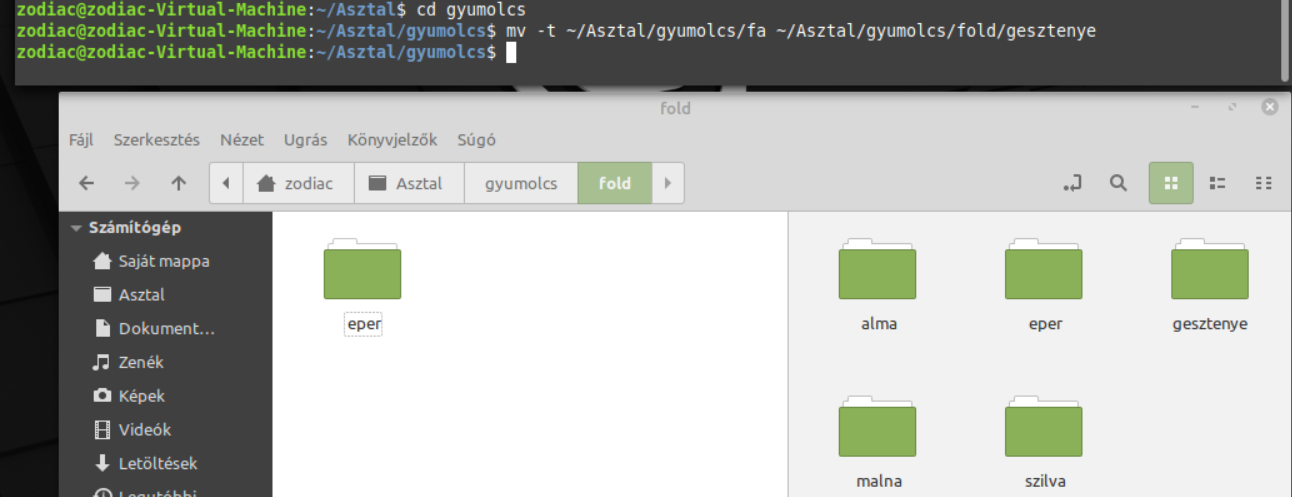 zodiac@zodiac-Virtual-Machine:~/Asztal$ cd gyumolcs
zodiac@zodiac-Virtual-Machine:~/Asztal/gyumolcs$ mv -t ~/Asztal/gyumolcs/fa ~/Asztal/gyumolcs/fold/gesztenye
zodiac@zodiac-Virtual-Machine:~/Asztal/gyumolcs$
fold
Fájl Szerkesztés Nézet Ugrás Könyvjelzők Súgó
zodiac Asztal gyumolcs fold
Számítógép
Saját mappa
Asztal
Dokument...
Zenék
Képek
Videók
Letöltések
Legutóbbi
eper
alma eper gesztenye
malna szilva